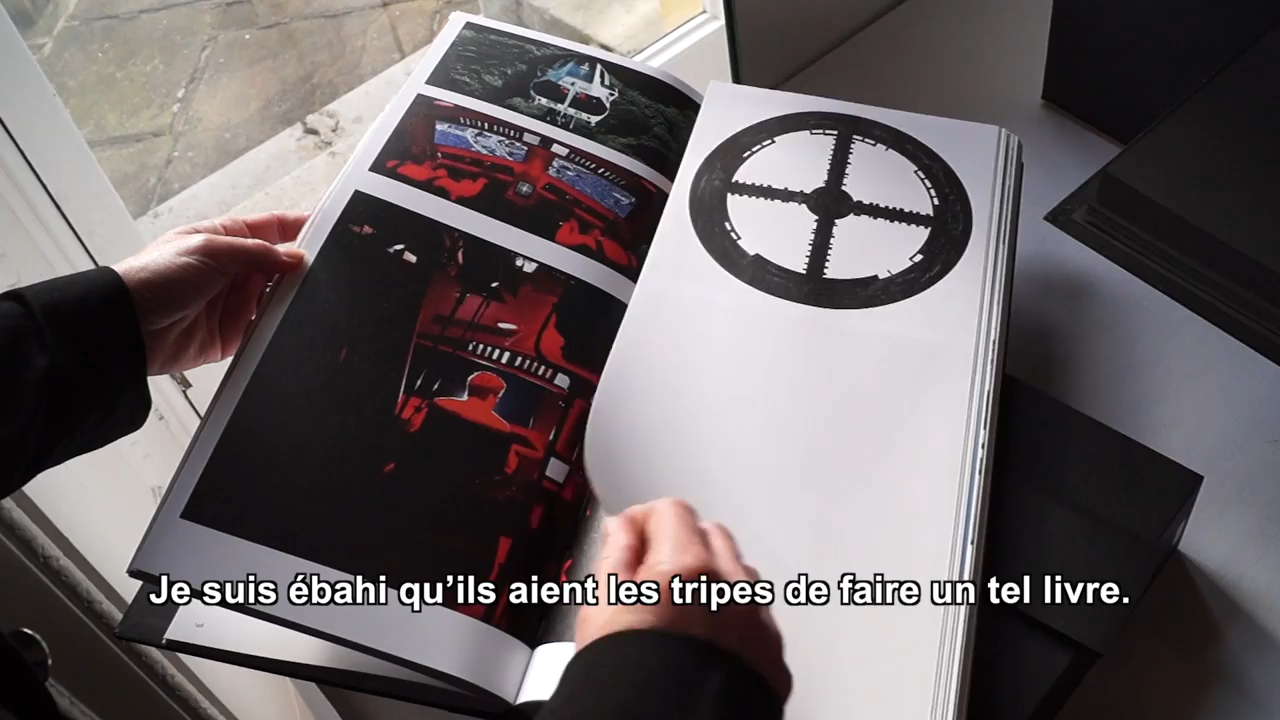 Je suis ébahi qu’ils aient les tripes de faire un tel livre.